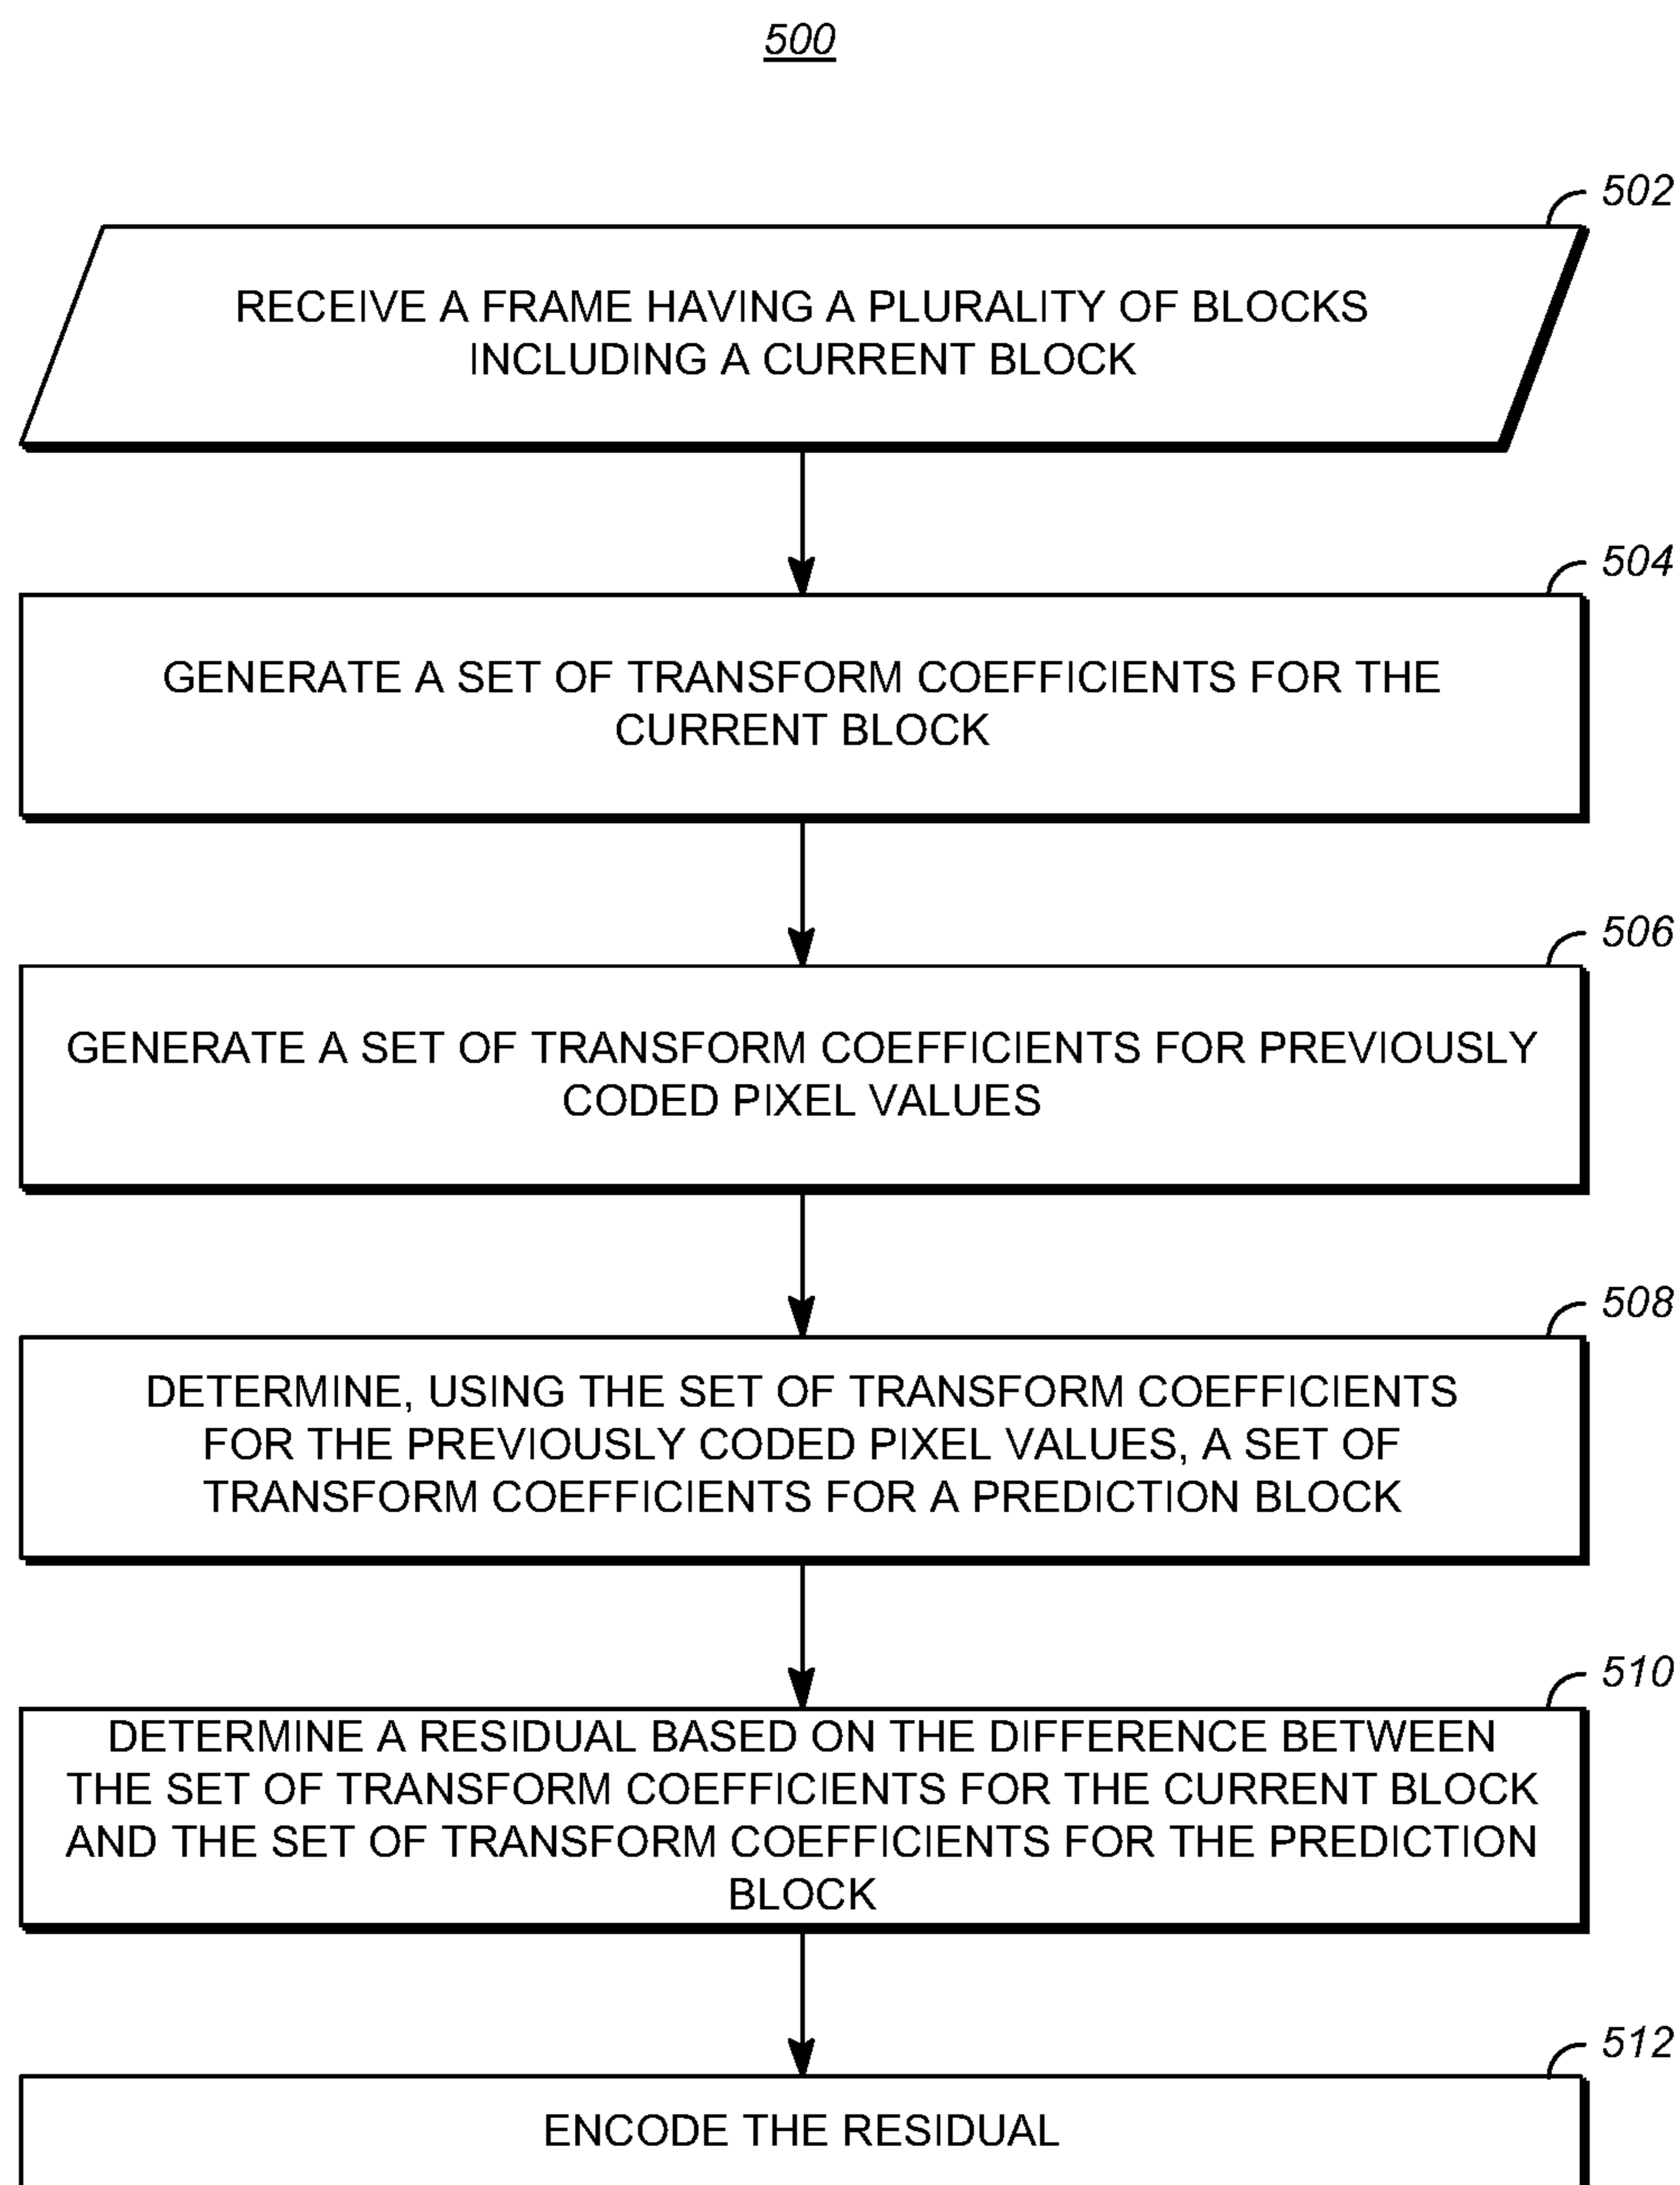 500
502
RECEIVE A FRAME HAVING A PLURALITY OF BLOCKS
INCLUDING A CURRENT BLOCK
504
GENERATE A SET OF TRANSFORM COEFFICIENTS FOR THE
CURRENT BLOCK
506
GENERATE A SET OF TRANSFORM COEFFICIENTS FOR PREVIOUSLY
CODED PIXEL VALUES
508
DETERMINE, USING THE SET OF TRANSFORM COEFFICIENTS
FOR THE PREVIOUSLY CODED PIXEL VALUES, A SET OF
TRANSFORM COEFFICIENTS FOR A PREDICTION BLOCK
510
DETERMINE A RESIDUAL BASED ON THE DIFFERENCE BETWEEN
THE SET OF TRANSFORM COEFFICIENTS FOR THE CURRENT BLOCK
AND THE SET OF TRANSFORM COEFFICIENTS FOR THE PREDICTION
BLOCK
512
ENCODE THE RESIDUAL